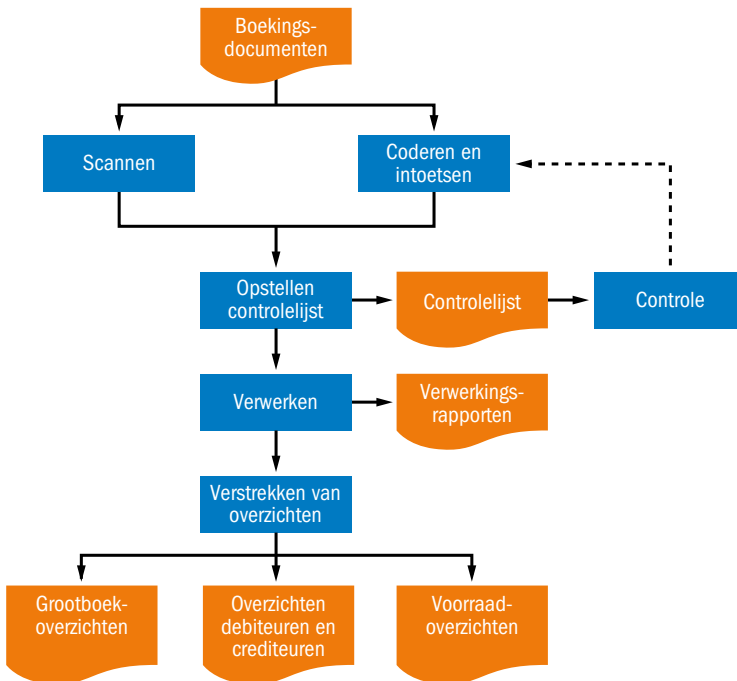 Boekings-
documenten
Scannen
Coderen en
intoetsen
Opstellen
controlelijst
Controlelijst
Controle
Verwerken
Verwerkings-
rapporten
Verstrekken van
overzichten
Grootboek-
overzichten
Overzichten
debiteuren en
crediteuren
Voorraad-
overzichten